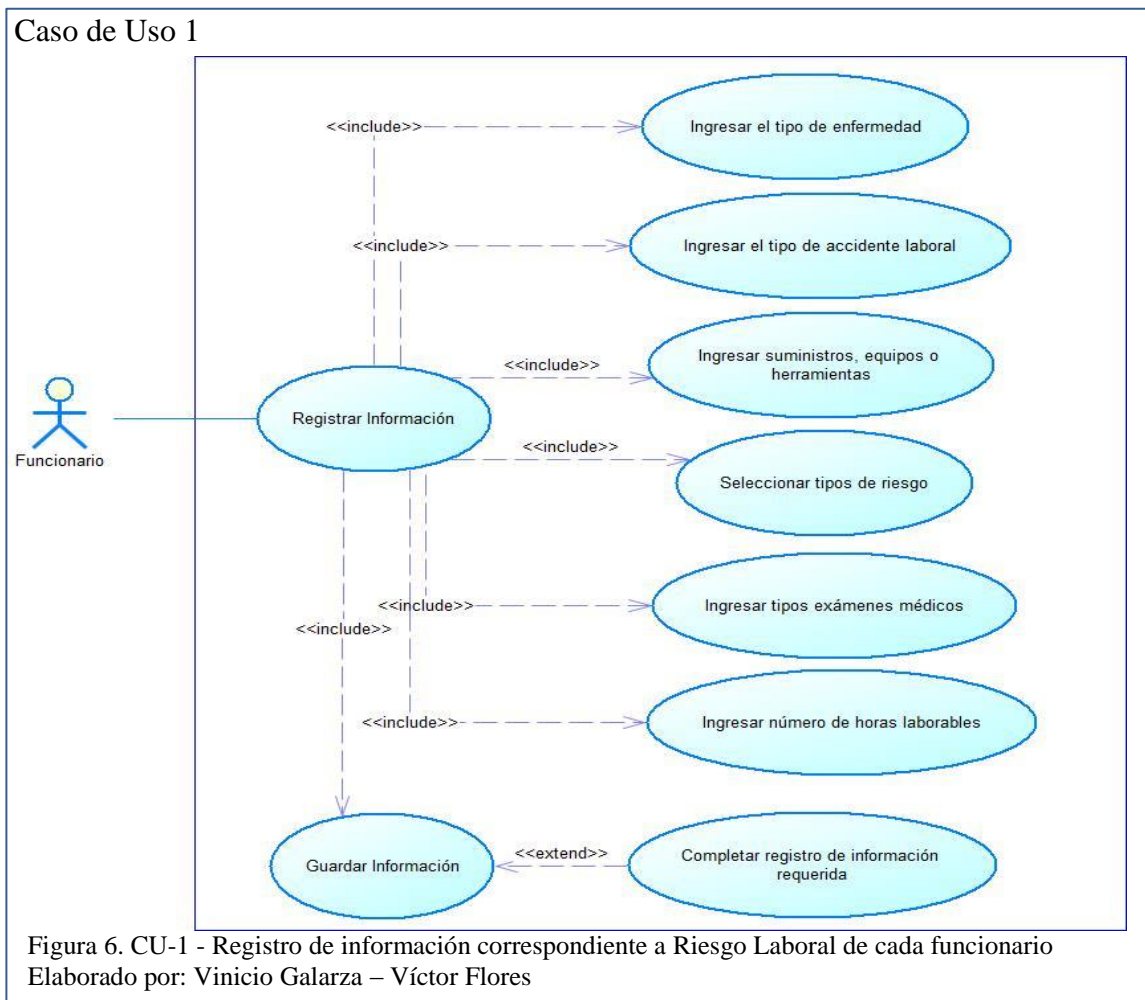 Caso de Uso 1
<<include>>
Ingresar el tipo de enfermedad
<<include>>
Ingresar el tipo de accidente laboral
<<include>>
Ingresar suministros, equipos o
herramientas
Registrar Información
Funcionario
<<include>>
Seleccionar tipos de riesgo
<<include>>
Ingresar tipos exámenes médicos
<<include>>
<<include>>
Ingresar número de horas laborables
Guardar Información
<<extend>>
Completar registro de información
requerida
Figura 6. CU-1 - Registro de información correspondiente a Riesgo Laboral de cada funcionario
Elaborado por: Vinicio Galarza – Víctor Flores